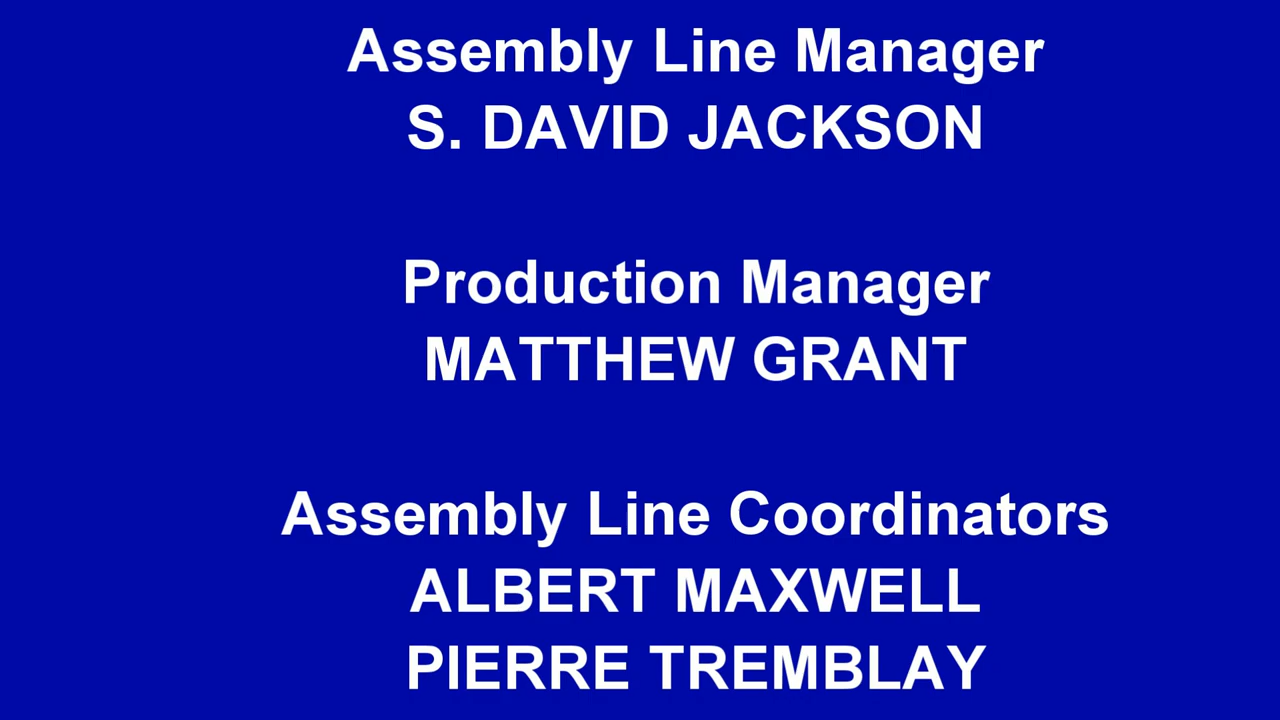 Assembly Line Manager
S. DAVID JACKSON
Production Manager
MATTHEW GRANT
Assembly Line Coordinators
ALBERT MAXWELL
PIERRE TREMBLAY